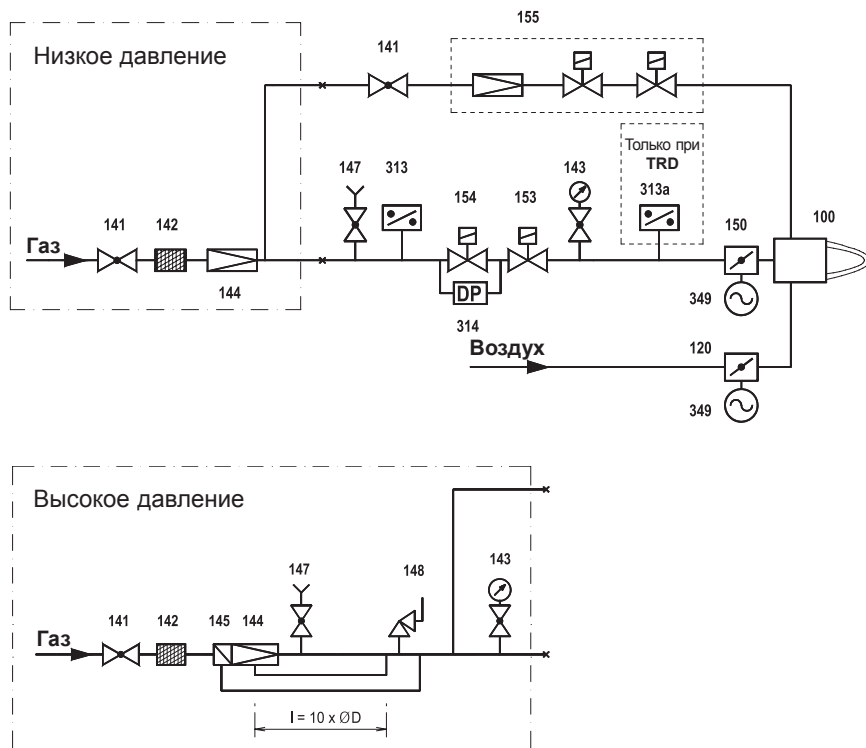 155
Низкое давление
141
Только при
TRD
147
313
143
313a
154
153
150
100
141
142
Газ
144
DP
349
314
Воздух
120
349
Высокое давление
147
148
143
141
142
145
144
Газ
l = 10 x ØD